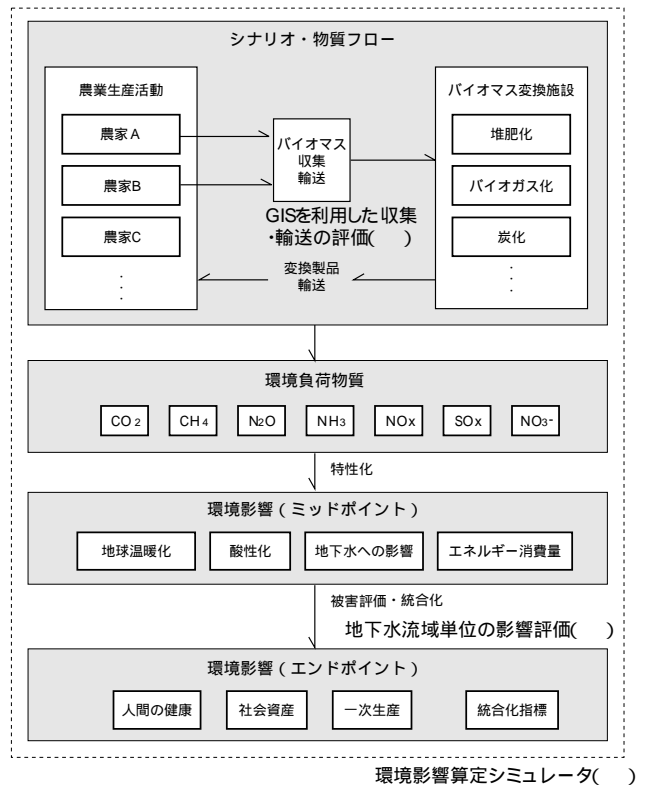 シナリオ・物質フロー
農業生産活動
農家A
農家B
農家C
・・・
バイオマス
収集
輸送
GISを利用した収集
・輸送の評価(　)
変換製品
輸送
バイオマス変換施設
堆肥化
バイオガス化
炭化
・・・
環境負荷物質
CO2
CH4
N2O
NH3
NOx
SOx
NO3-
特性化
環境影響（ミッドポイント）
地球温暖化
酸性化
地下水への影響
エネルギー消費量
被害評価・統合化
地下水流域単位の影響評価(　)
環境影響（エンドポイント）
人間の健康
社会資産
一次生産
統合化指標
環境影響算定シミュレータ(　)